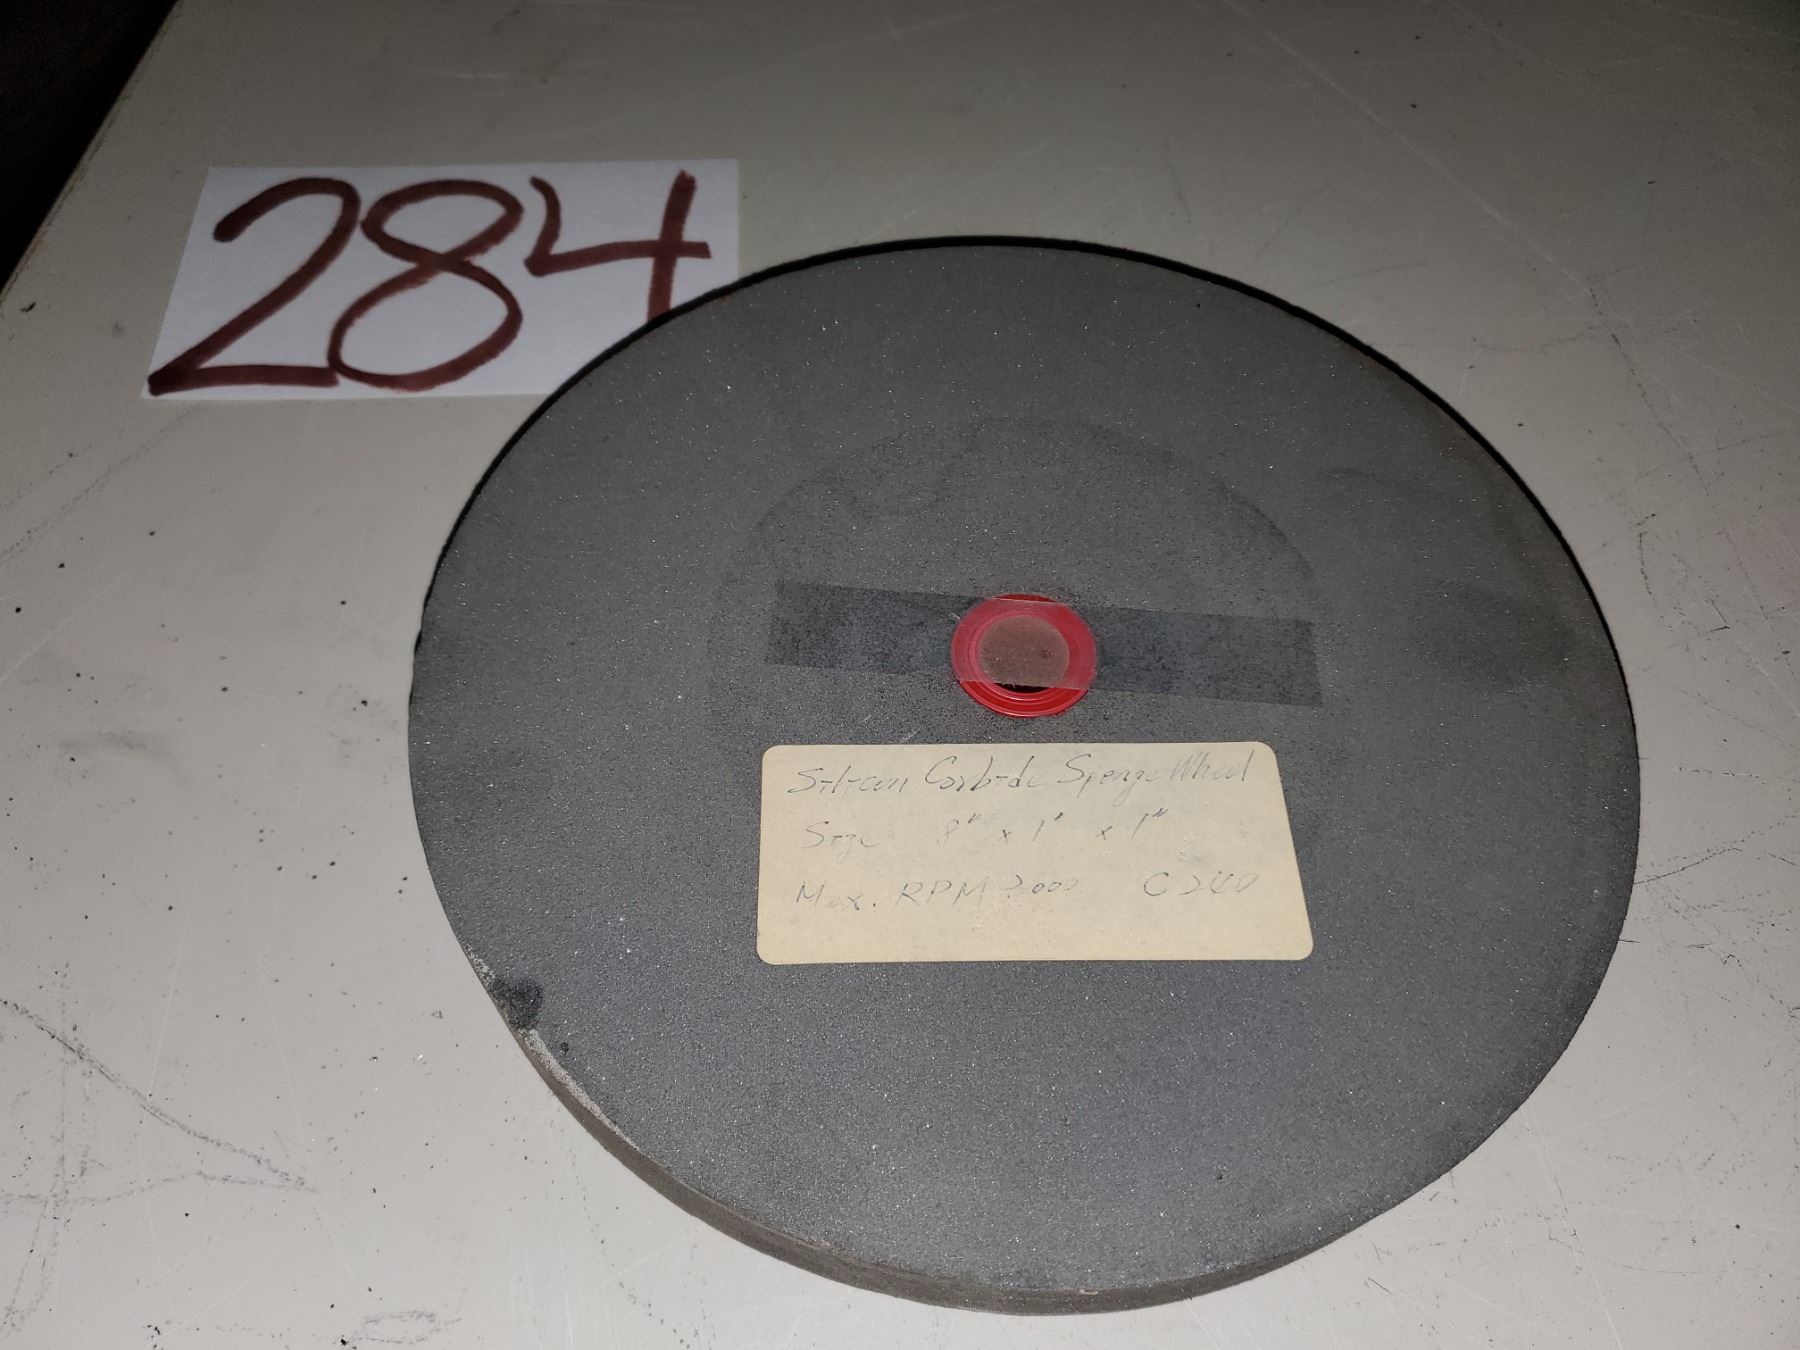 284
Silicon Carbide Sponge Wheel
Size 8" x 1" x 1"
Max. RPM 2000 C240